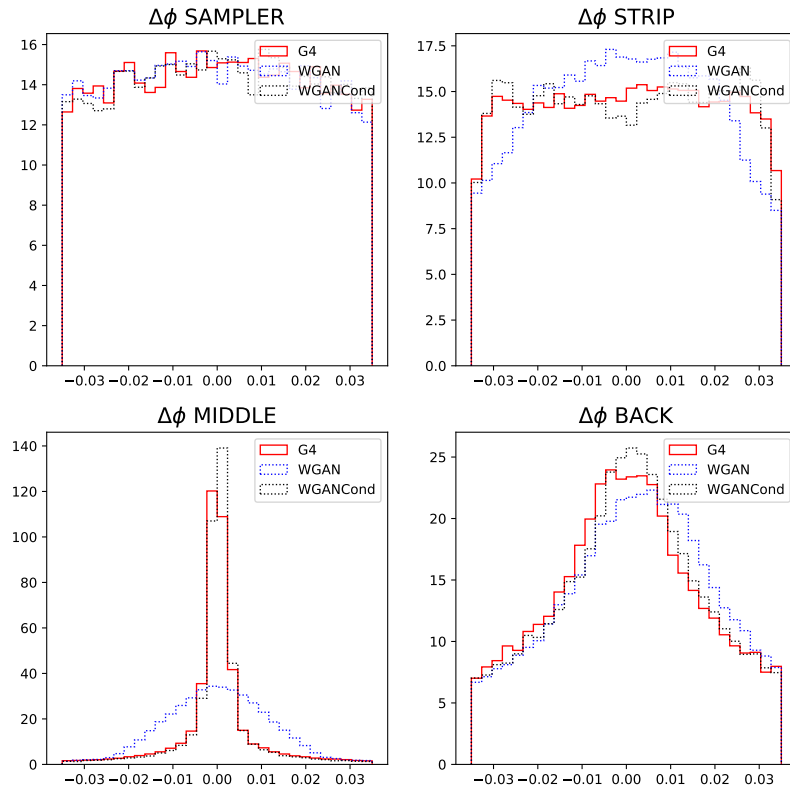 Δϕ SAMPLER
16
14
12
10
8
6
4
2
0
−0.03 −0.02 −0.01 0.00 0.01 0.02 0.03
G4
WGAN
WGANCond
Δϕ STRIP
17.5
15.0
12.5
10.0
7.5
5.0
2.5
0.0
−0.03 −0.02 −0.01 0.00 0.01 0.02 0.03
G4
WGAN
WGANCond
Δϕ MIDDLE
140
120
100
80
60
40
20
0
−0.03 −0.02 −0.01 0.00 0.01 0.02 0.03
G4
WGAN
WGANCond
Δϕ BACK
25
20
15
10
5
0
−0.03 −0.02 −0.01 0.00 0.01 0.02 0.03
G4
WGAN
WGANCond